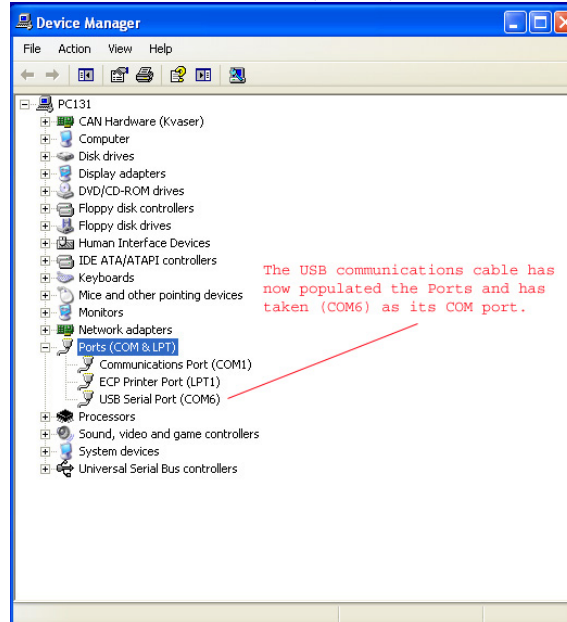 Device Manager
File Action View Help
PC131
CAN Hardware (Kvaser)
Computer
Disk drives
Display adapters
DVD/CD-ROM drives
Floppy disk controllers
Floppy disk drives
Human Interface Devices
IDE ATA/ATAPI controllers
Keyboards
Mice and other pointing devices
Monitors
Network adapters
Ports (COM & LPT)
Communications Port (COM1)
ECP Printer Port (LPT1)
USB Serial Port (COM6)
Processors
Sound, video and game controllers
System devices
Universal Serial Bus controllers
The USB communications cable has
now populated the Ports and has
taken (COM6) as its COM port.